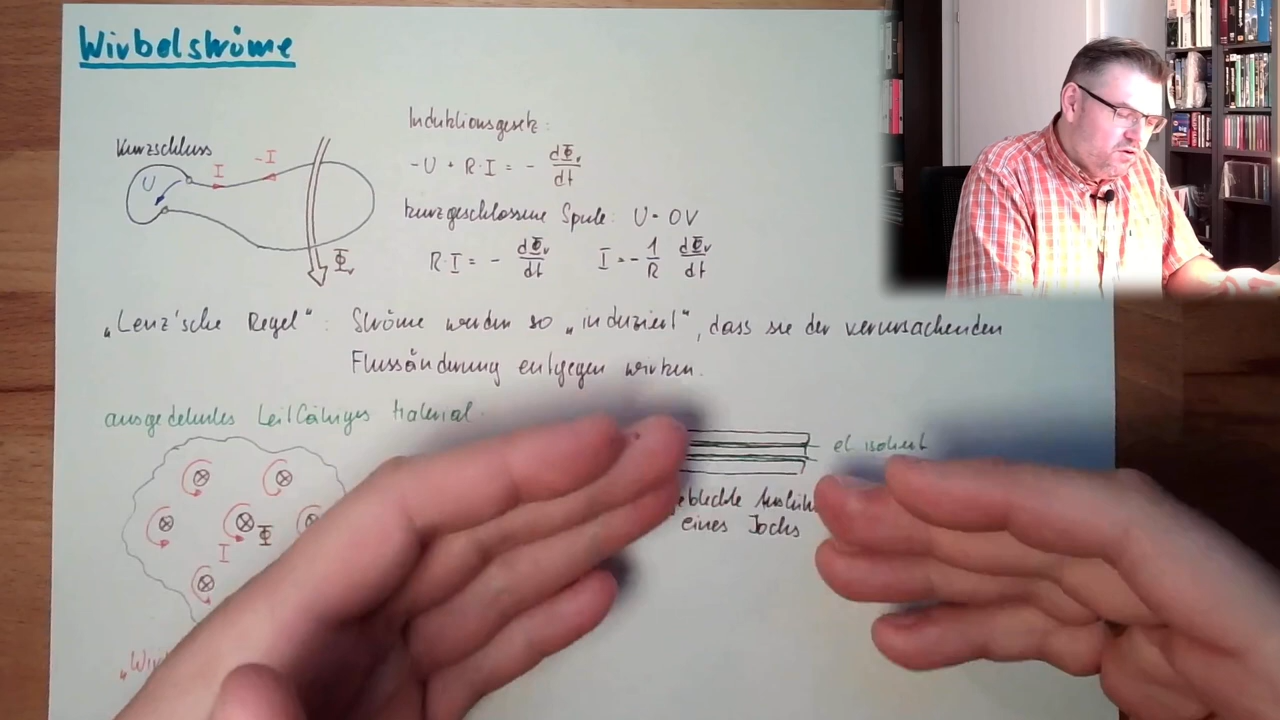 Wirbelströme
Kurzschluss
U
I
-I
Φᵥ
Induktionsgesetz:
-U + R·I = - dΦᵥ/dt
kurzgeschlossene Spule: U = 0V
R·I = - dΦᵥ/dt I = - 1/R dΦᵥ/dt
„Lenz'sche Regel": Ströme werden so „induziert", dass sie der verursachenden
Flussänderung entgegen wirken.
ausgedehntes leitfähiges Material.
el. isoliert
geblechte
eines Jochs
Φ
I